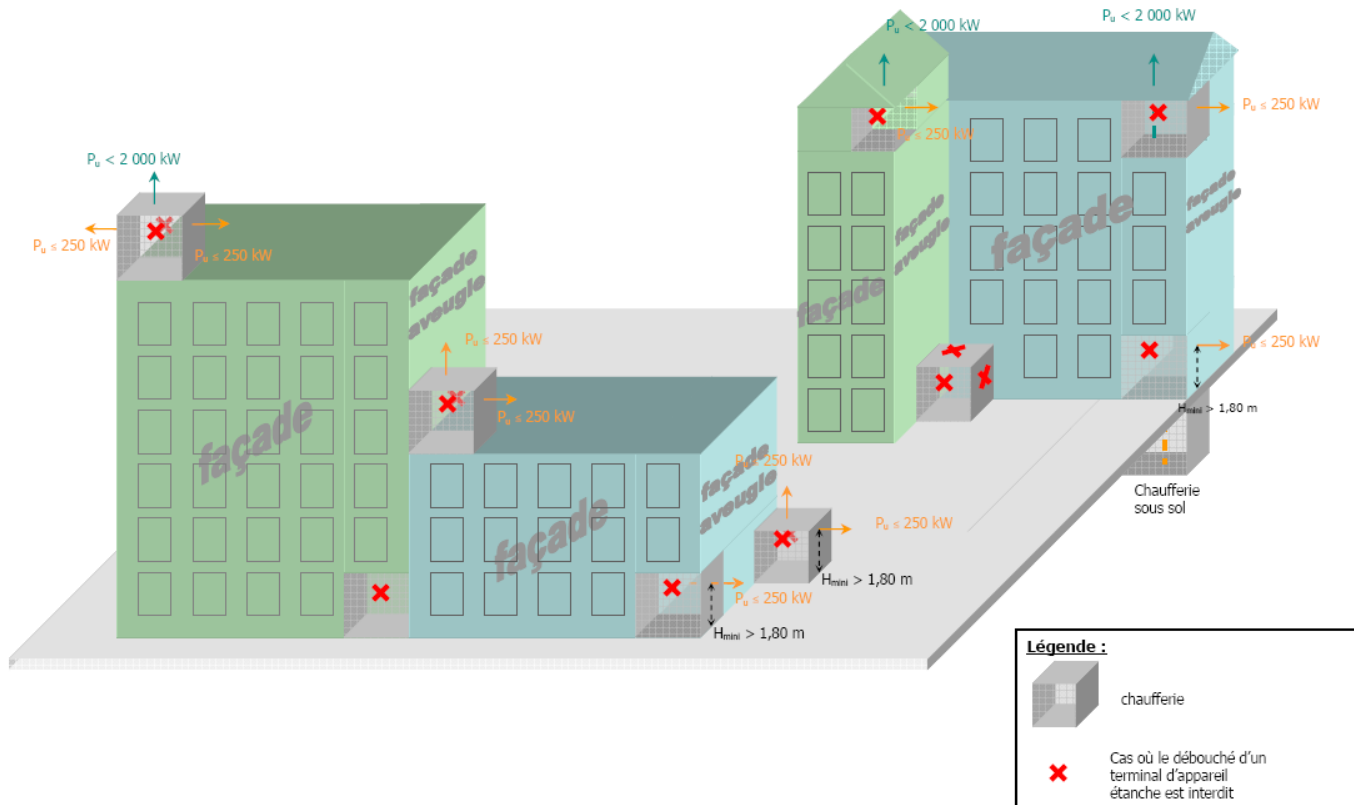 Pᵤ < 2 000 kW
Pᵤ < 2 000 kW
Pᵤ ≤ 250 kW
Pᵤ ≤ 250 kW
Pᵤ < 2 000 kW
Pᵤ ≤ 250 kW
Pᵤ ≤ 250 kW
façade aveugle
façade
façade aveugle
façade
façade aveugle
Pᵤ ≤ 250 kW
Pᵤ ≤ 250 kW
Pᵤ ≤ 250 kW
Hmini > 1,80 m
façade
façade aveugle
Pᵤ ≤ 250 kW
façade
Pᵤ ≤ 250 kW
Chaufferie
sous sol
Hmini > 1,80 m
Pᵤ ≤ 250 kW
Hmini > 1,80 m
Légende :
chaufferie
Cas où le débouché d'un
terminal d'appareil
étanche est interdit